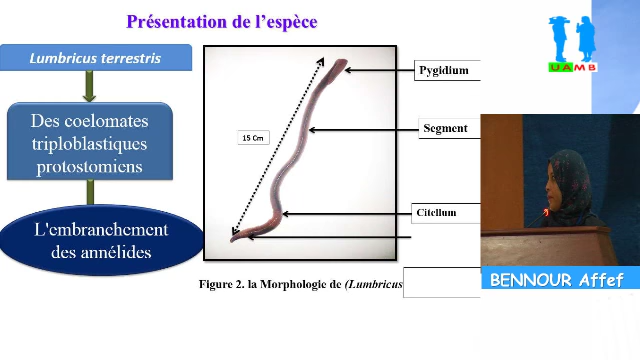 Présentation de l'espèce
Lumbricus terrestris
Des coelomates
triploblastiques
protostomiens
L'embranchement
des annélides
15 Cm
Pygidium
Segment
Citellum
Figure 2. la Morphologie de (Lumbricus
UAMB
BENNOUR Affef